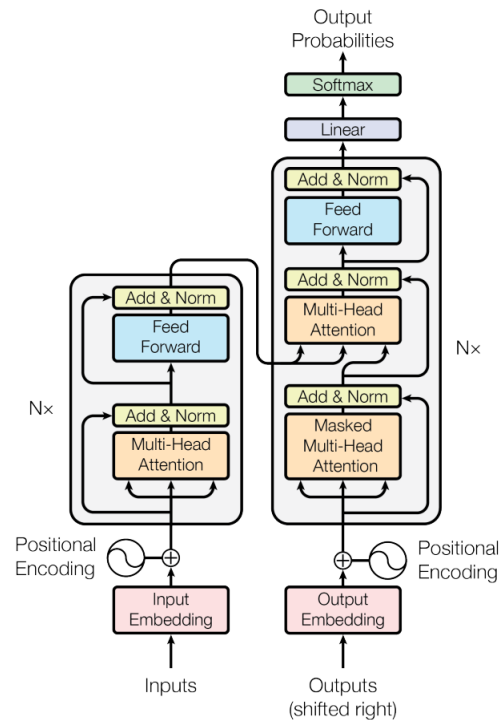 Output
Probabilities
Softmax
Linear
Add & Norm
Feed
Forward
Add & Norm
Multi-Head
Attention
Add & Norm
Masked
Multi-Head
Attention
N×
Positional
Encoding
Output
Embedding
Outputs
(shifted right)
Add & Norm
Feed
Forward
Add & Norm
Multi-Head
Attention
N×
Positional
Encoding
Input
Embedding
Inputs